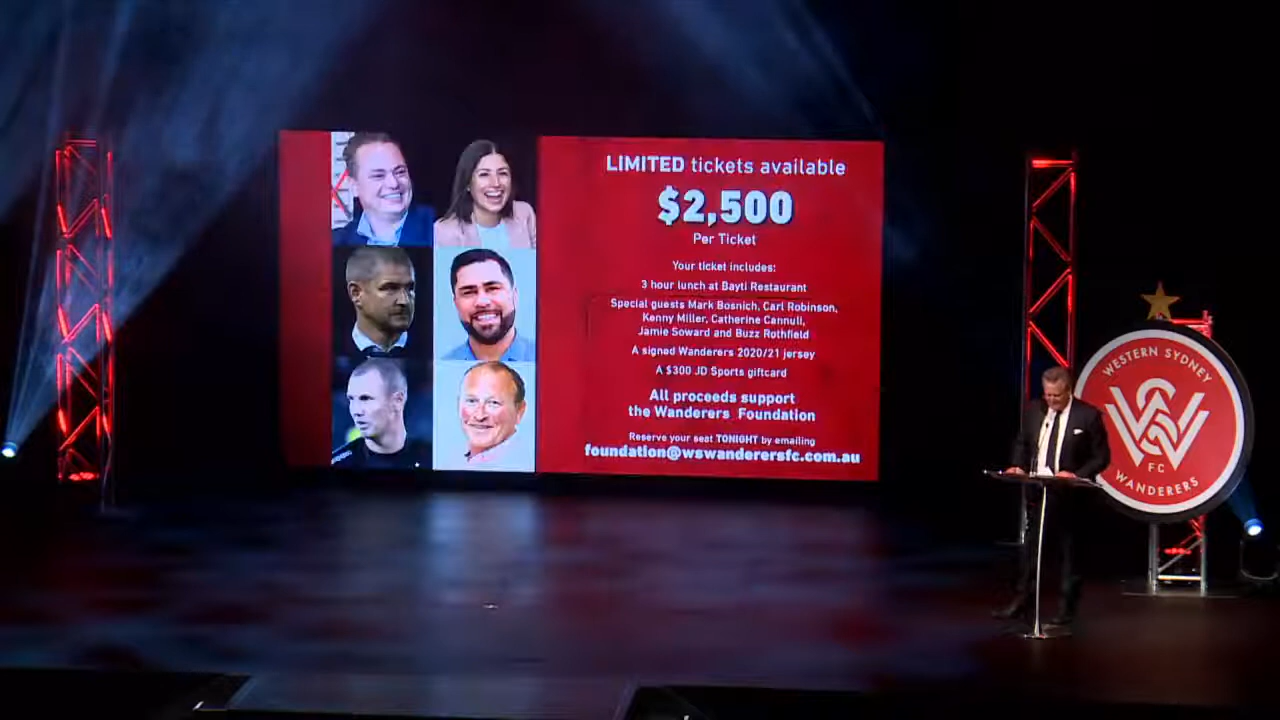 LIMITED tickets available
$2,500
Per Ticket
Your ticket includes:
3 hour lunch at Bayti Restaurant
Special guests Mark Bosnich, Carl Robinson,
Kenny Miller, Catherine Cannuli,
Jamie Soward and Buzz Rothfield
A signed Wanderers 2020/21 jersey
A $300 JD Sports giftcard
All proceeds support
the Wanderers Foundation
Reserve your seat TONIGHT by emailing
foundation@wswanderersfc.com.au
WESTERN SYDNEY
WSW
FC
WANDERERS